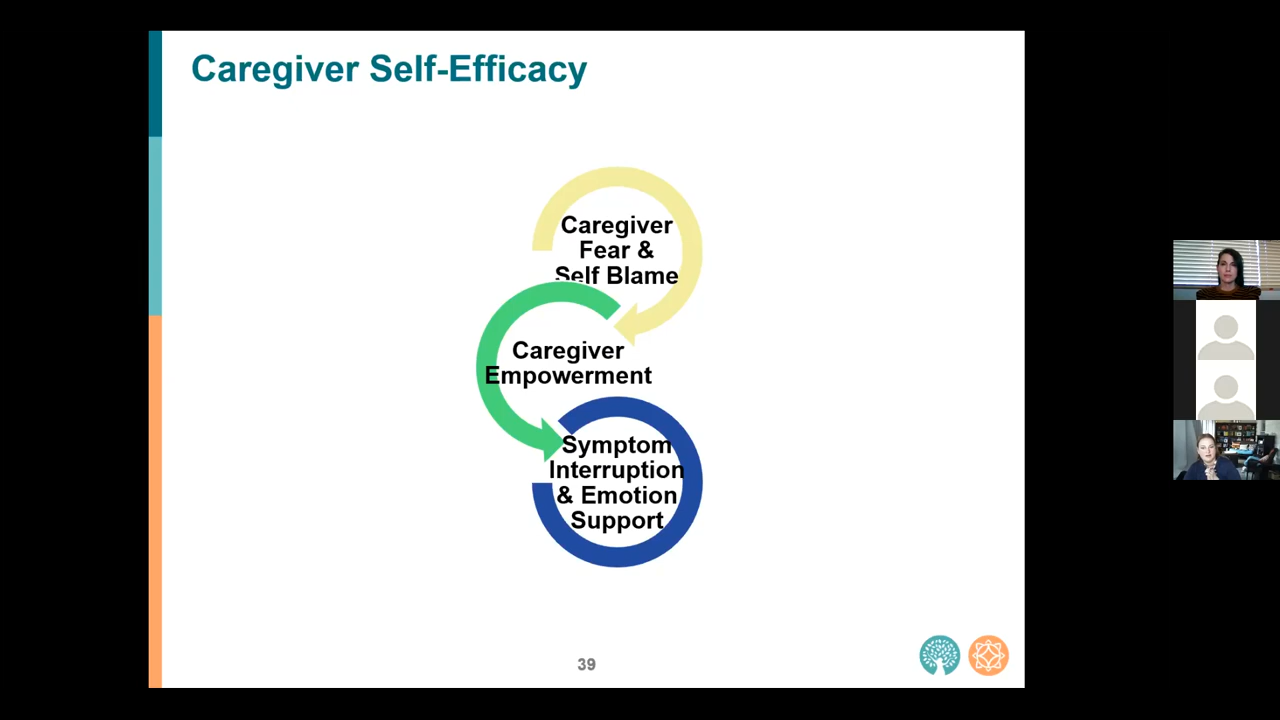 Caregiver Self-Efficacy
Caregiver
Fear &
Self Blame
Caregiver
Empowerment
Symptom
Interruption
& Emotion
Support
39